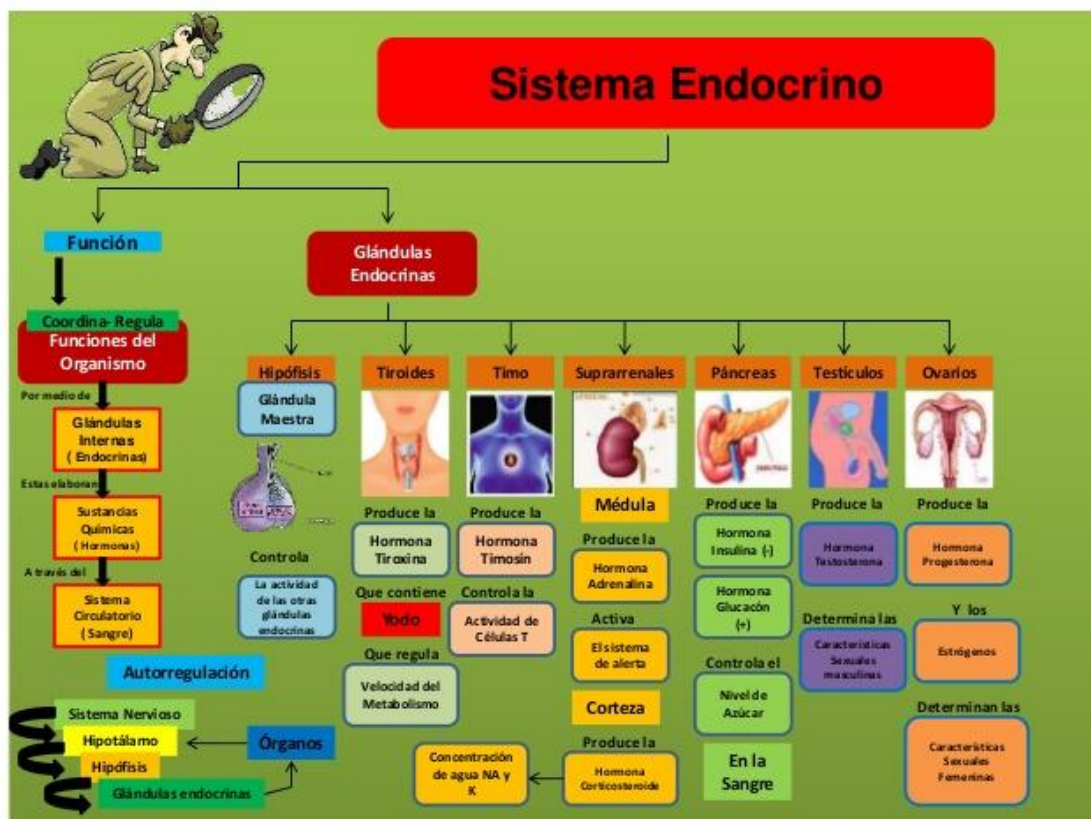 Sistema Endocrino
Función
Glándulas
Endocrinas
Coordina- Regula
Funciones del
Organismo
Por medio de
Glándulas
Internas
( Endocrinas)
Estas elaboran
Sustancias
Químicas
( Hormonas)
A través del
Sistema
Circulatorio
( Sangre)
Hipófisis
Glándula
Maestra
Controla
La actividad
de las otras
glándulas
endocrinas
Tiroides
Produce la
Hormona
Tiroxina
Que contiene
Yodo
Que regula
Velocidad del
Metabolismo
Timo
Produce la
Hormona
Timosin
Controla la
Actividad de
Células T
Suprarrenales
Médula
Produce la
Hormona
Adrenalina
Activa
El sistema
de alerta
Corteza
Produce la
Hormona
Corticosteroide
Concentración
de agua NA y
K
Páncreas
Produce la
Hormona
Insulina (-)
Hormona
Glucacón
(+)
Controla el
Nivel de
Azúcar
En la
Sangre
Testículos
Produce la
Hormona
Testosterona
Determina las
Características
Sexuales
masculinas
Ovarios
Produce la
Hormona
Progesterona
Y los
Estrógenos
Determinan las
Características
Sexuales
Femeninas
Autorregulación
Sistema Nervioso
Hipotálamo
Hipófisis
Glándulas endocrinas
Órganos